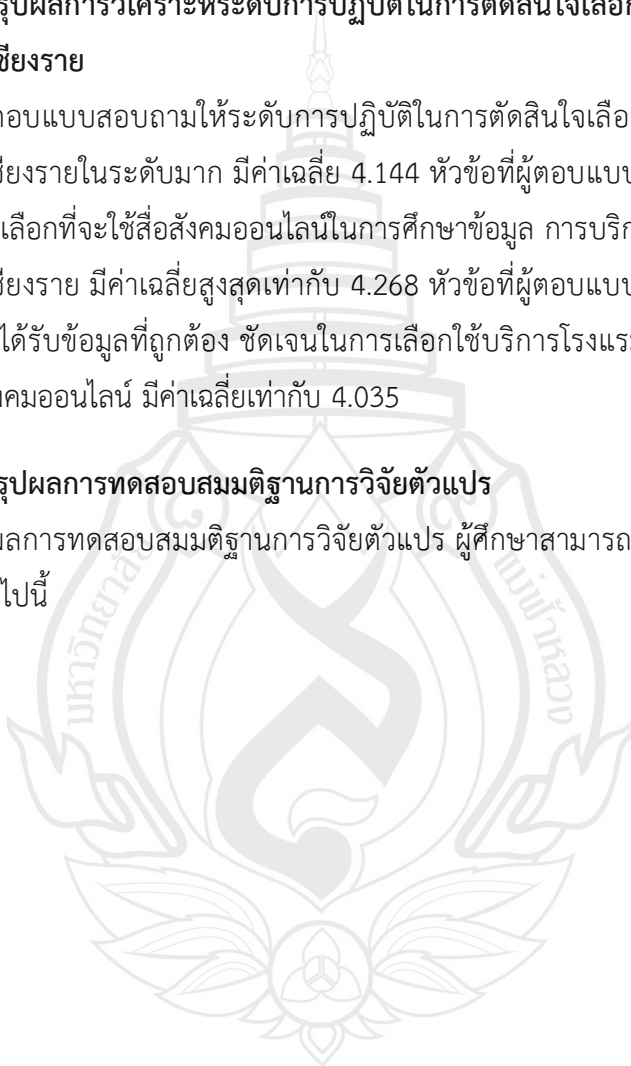 รุปผลการวิเคราะห์ระดับการปฏิบัติในการตัดสินใจเลือก
ชียงราย
ตอบแบบสอบถามให้ระดับการปฏิบัติในการตัดสินใจเลือ
ชียงรายในระดับมาก มีค่าเฉลี่ย 4.144 หัวข้อที่ผู้ตอบแบบ
เลือกที่จะใช้สื่อสังคมออนไลน์ในการศึกษาข้อมูล การบริก
ชียงราย มีค่าเฉลี่ยสูงสุดเท่ากับ 4.268 หัวข้อที่ผู้ตอบแบบ
ได้รับข้อมูลที่ถูกต้อง ชัดเจนในการเลือกใช้บริการโรงแร
งคมออนไลน์ มีค่าเฉลี่ยเท่ากับ 4.035
รุปผลการทดสอบสมมติฐานการวิจัยตัวแปร
ผลการทดสอบสมมติฐานการวิจัยตัวแปร ผู้ศึกษาสามารถ
ไปนี้
มหาวิทยาลัย
แม่ฟ้าหลวง